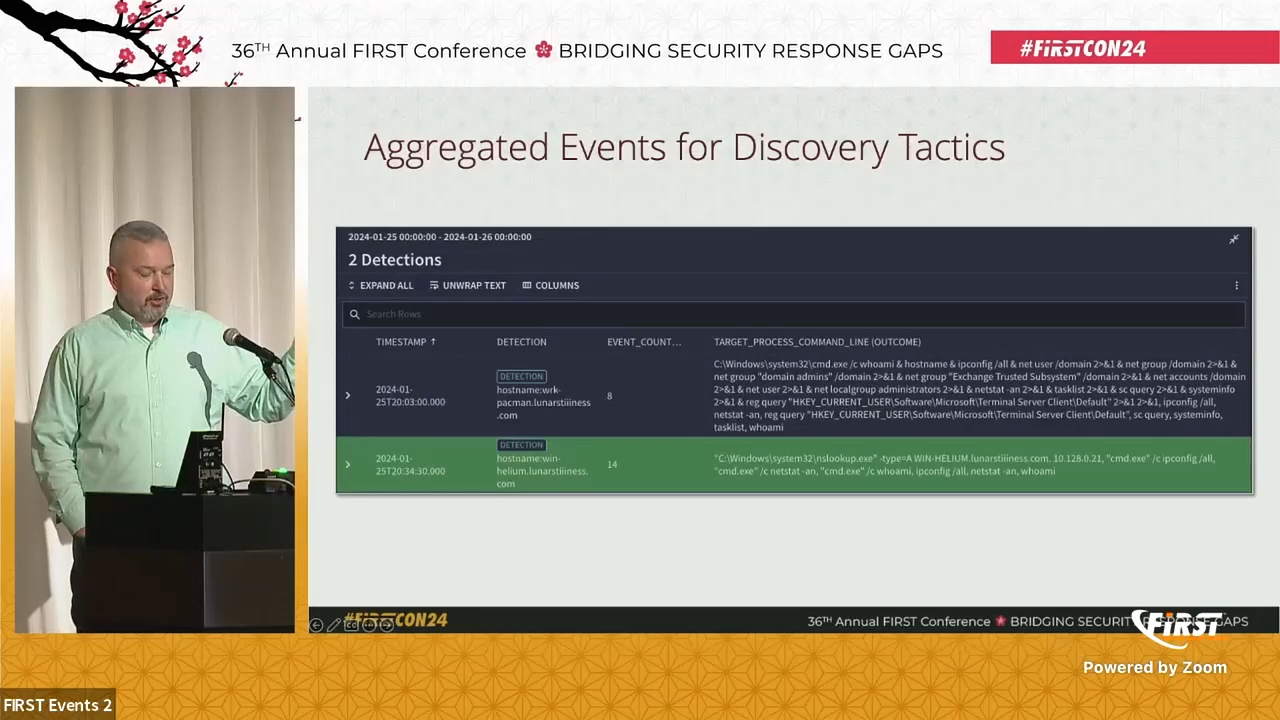 36TH Annual FIRST Conference BRIDGING SECURITY RESPONSE GAPS
#FIRSTCON24
Aggregated Events for Discovery Tactics
2024-01-25 00:00:00 - 2024-01-26 00:00:00
2 Detections
EXPAND ALL UNWRAP TEXT COLUMNS
Search Rows
TIMESTAMP ↑ DETECTION EVENT_COUNT... TARGET_PROCESS_COMMAND_LINE (OUTCOME)
2024-01-
25T20:03:00.000
DETECTION
hostname:wrk-
pacman.lunarstiiiness
.com
8
C:\Windows\system32\cmd.exe /c whoami & hostname & ipconfig /all & net user /domain 2>&1 & net group /domain 2>&1 &
net group "domain admins" /domain 2>&1 & net group "Exchange Trusted Subsystem" /domain 2>&1 & net accounts /domain
2>&1 & net user 2>&1 & net localgroup administrators 2>&1 & netstat -an 2>&1 & tasklist 2>&1 & sc query 2>&1 & systeminfo
2>&1 & reg query "HKEY_CURRENT_USER\Software\Microsoft\Terminal Server Client\Default" 2>&1 2>&1, ipconfig /all,
netstat -an, reg query "HKEY_CURRENT_USER\Software\Microsoft\Terminal Server Client\Default", sc query, systeminfo,
tasklist, whoami
2024-01-
25T20:34:30.000
DETECTION
hostname:win-
helium.lunarstiiiness.
com
14
"C:\Windows\system32\nslookup.exe" -type=A WIN-HELIUM.lunarstiiiness.com. 10.128.0.21, "cmd.exe" /c ipconfig /all,
"cmd.exe" /c netstat -an, "cmd.exe" /c whoami, ipconfig /all, netstat -an, whoami
#FIRSTCON24
36TH Annual FIRST Conference BRIDGING SECURITY GAPS
FIRST
Powered by Zoom
FIRST Events 2